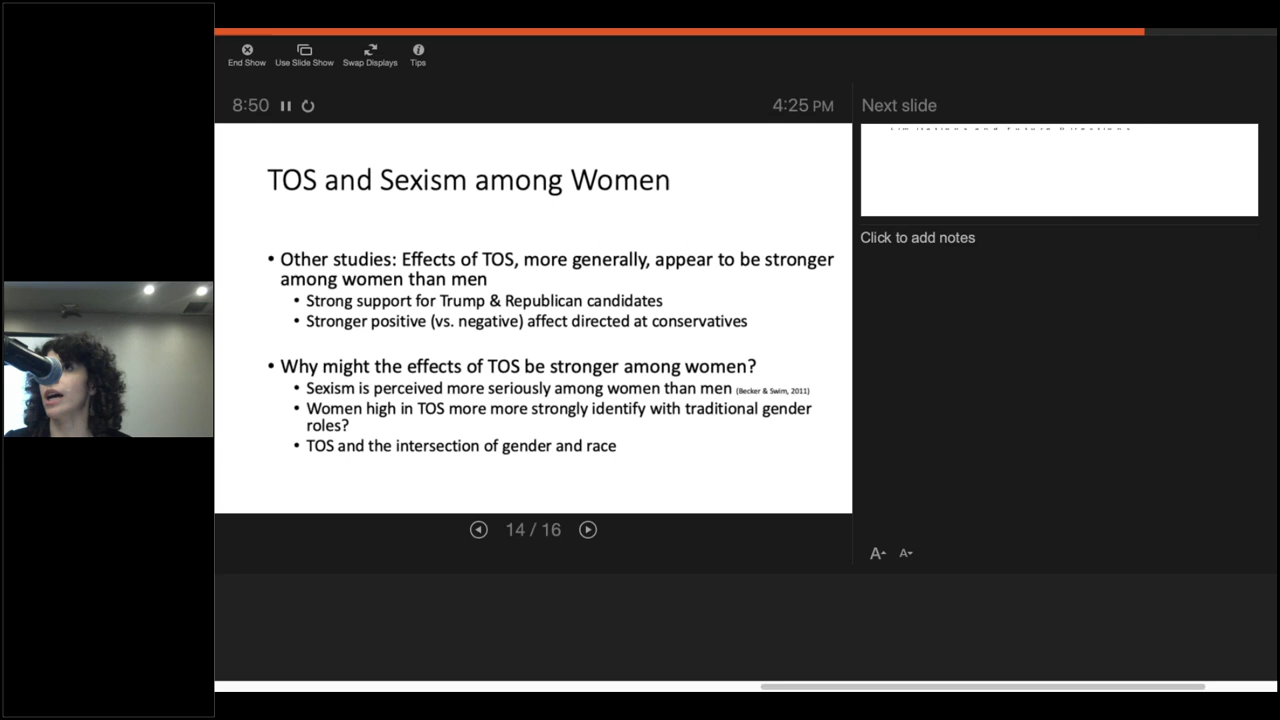 End Show
Use Slide Show
Swap Displays
Tips
8:50
4:25 PM
Next slide
TOS and Sexism among Women
• Other studies: Effects of TOS, more generally, appear to be stronger
among women than men
• Strong support for Trump & Republican candidates
• Stronger positive (vs. negative) affect directed at conservatives
• Why might the effects of TOS be stronger among women?
• Sexism is perceived more seriously among women than men (Becker & Swim, 2011)
• Women high in TOS more more strongly identify with traditional gender
roles?
• TOS and the intersection of gender and race
Click to add notes
14 / 16
A
A